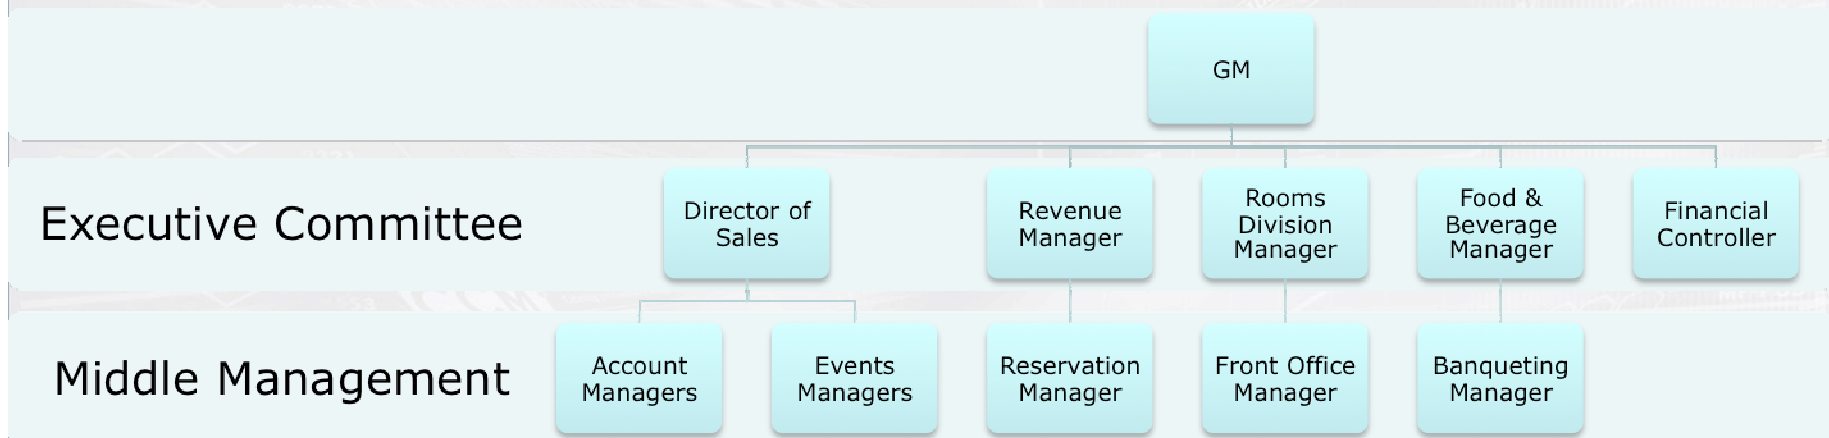 GM
Executive Committee
Director of
Sales
Revenue
Manager
Rooms
Division
Manager
Food &
Beverage
Manager
Financial
Controller
Middle Management
Account
Managers
Events
Managers
Reservation
Manager
Front Office
Manager
Banqueting
Manager